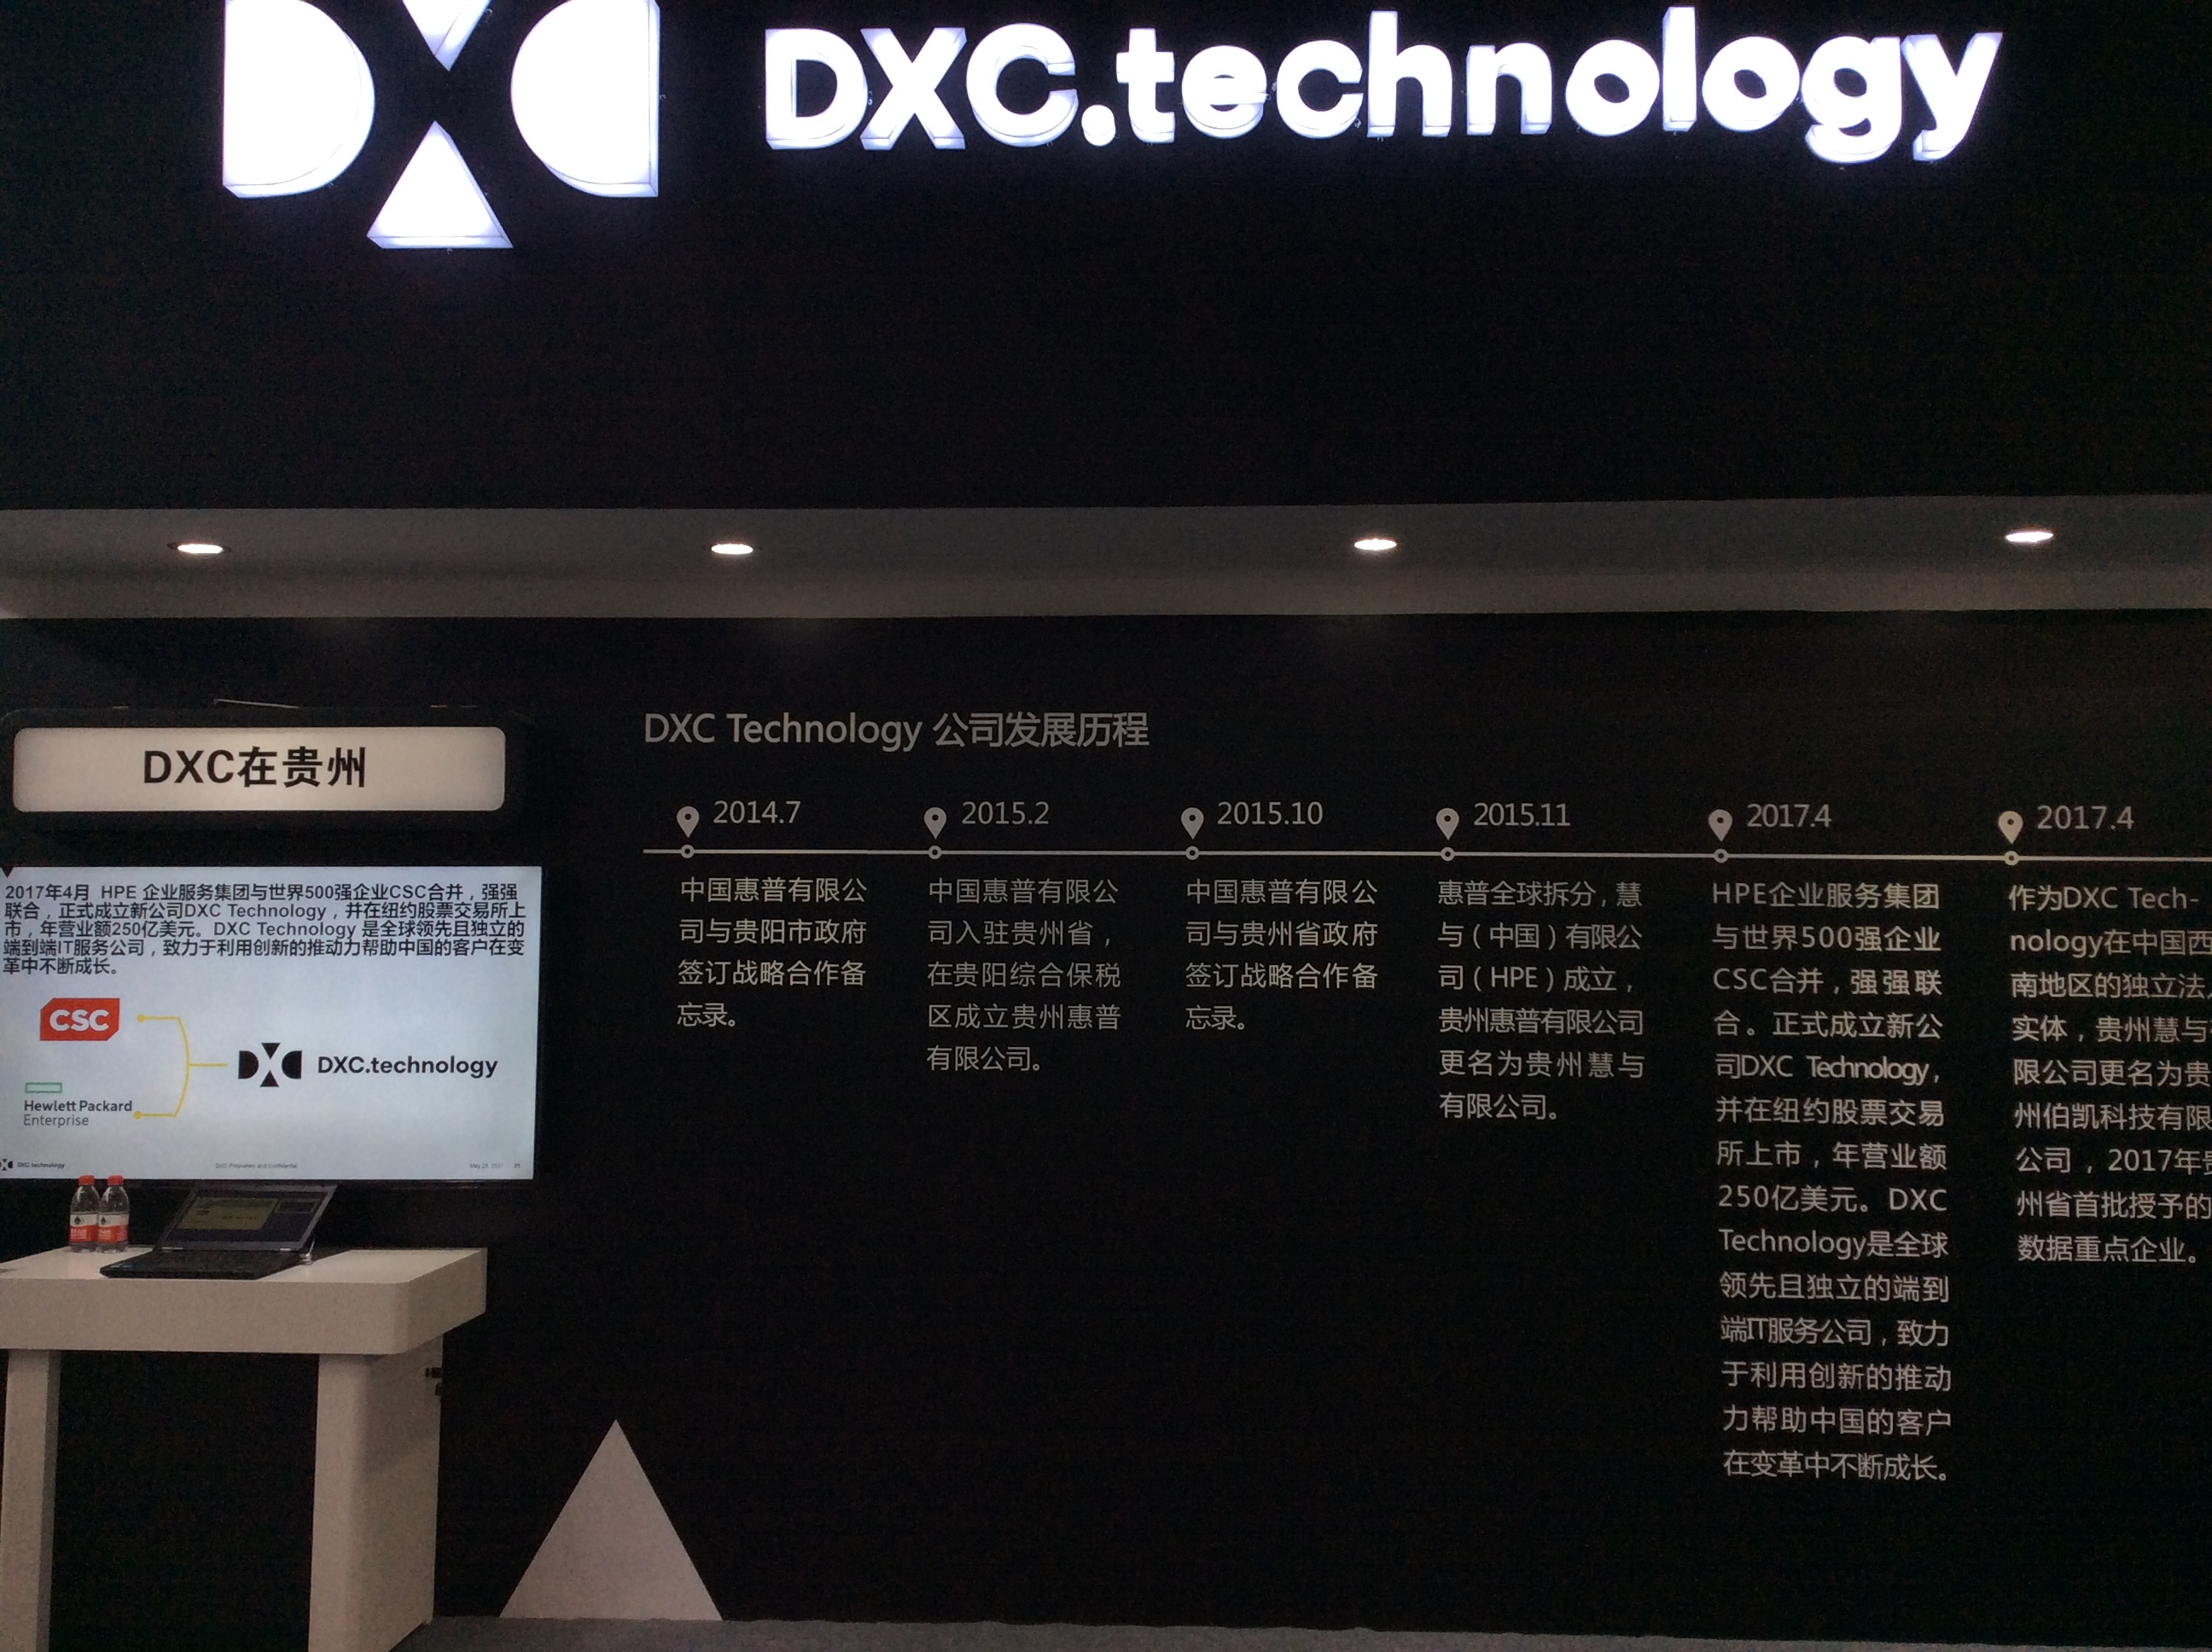 DXC.technology
DXC在贵州
2017年4月 HPE 企业服务集团与世界500强企业CSC合并，强强
联合，正式成立新公司DXC Technology，并在纽约股票交易所上
市，年营业额250亿美元。DXC Technology 是全球领先且独立的
端到端IT服务公司，致力于利用创新的推动力帮助中国的客户在变
革中不断成长。
CSC
DXC.technology
Hewlett Packard
Enterprise
DXC.technology
DXC Proprietary and Confidential
DXC Technology 公司发展历程
2014.7
中国惠普有限公
司与贵阳市政府
签订战略合作备
忘录。
2015.2
中国惠普有限公
司入驻贵州省，
在贵阳综合保税
区成立贵州惠普
有限公司。
2015.10
中国惠普有限公
司与贵州省政府
签订战略合作备
忘录。
2015.11
惠普全球拆分，慧
与（中国）有限公
司（HPE）成立，
贵州惠普有限公司
更名为贵州慧与
有限公司。
2017.4
HPE企业服务集团
与世界500强企业
CSC合并，强强联
合。正式成立新公
司DXC Technology，
并在纽约股票交易
所上市，年营业额
250亿美元。DXC
Technology是全球
领先且独立的端到
端IT服务公司，致力
于利用创新的推动
力帮助中国的客户
在变革中不断成长。
2017.4
作为DXC Tech-
nology在中国西
南地区的独立法
实体，贵州慧与
限公司更名为贵
州伯凯科技有限
公司，2017年
州省首批授予的
数据重点企业。